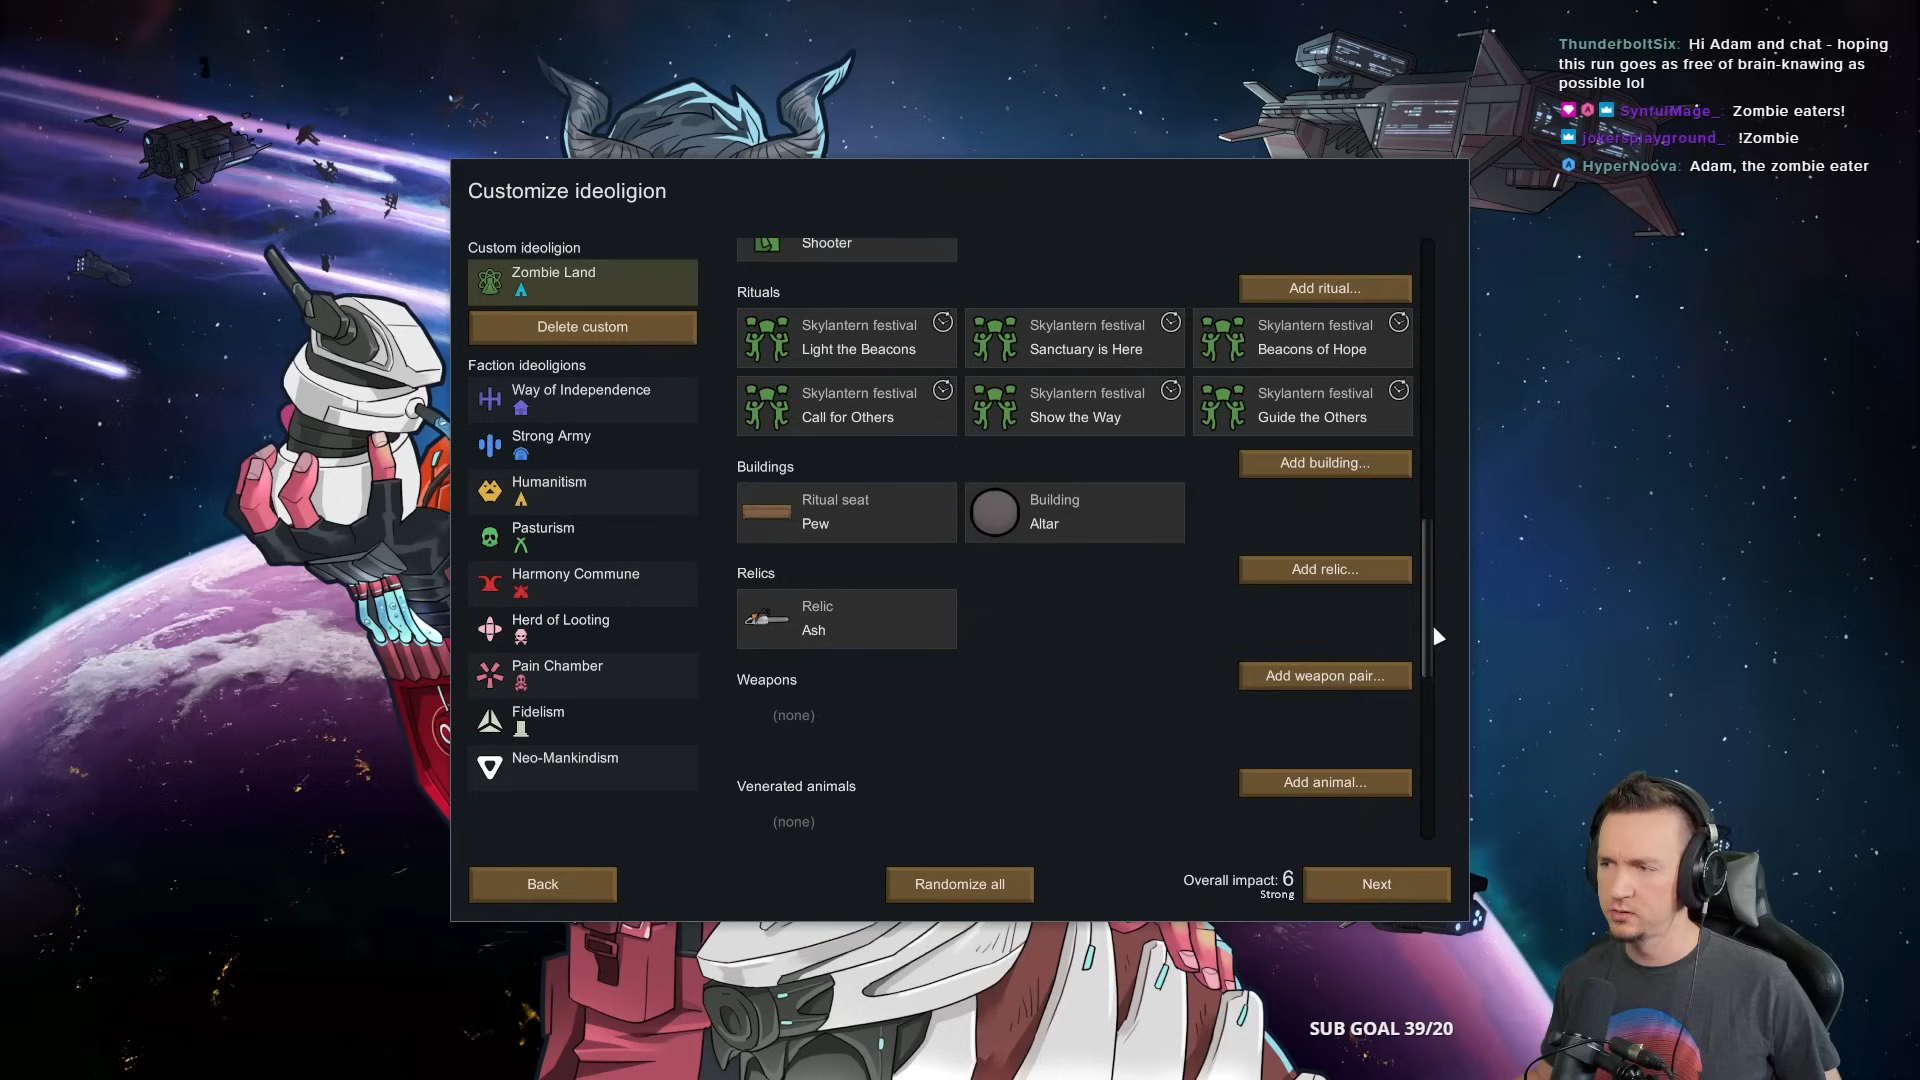 ThunderboltSix: Hi Adam and chat - hoping
this run goes as free of brain-knawing as
possible lol
SynfulMage_: Zombie eaters!
jokersplayground_ !Zombie
HyperNoova: Adam, the zombie eater
Customize ideoligion
Custom ideoligion
Zombie Land
Delete custom
Faction ideoligions
Way of Independence
Strong Army
Humanitism
Pasturism
Harmony Commune
Herd of Looting
Pain Chamber
Fidelism
Neo-Mankindism
Shooter
Rituals
Add ritual...
Skylantern festival
Light the Beacons
Skylantern festival
Sanctuary is Here
Skylantern festival
Beacons of Hope
Skylantern festival
Call for Others
Skylantern festival
Show the Way
Skylantern festival
Guide the Others
Buildings
Add building...
Ritual seat
Pew
Building
Altar
Relics
Add relic...
Relic
Ash
Weapons
Add weapon pair...
(none)
Venerated animals
Add animal...
(none)
Back
Randomize all
Overall impact: 6
Strong
Next
SUB GOAL 39/20